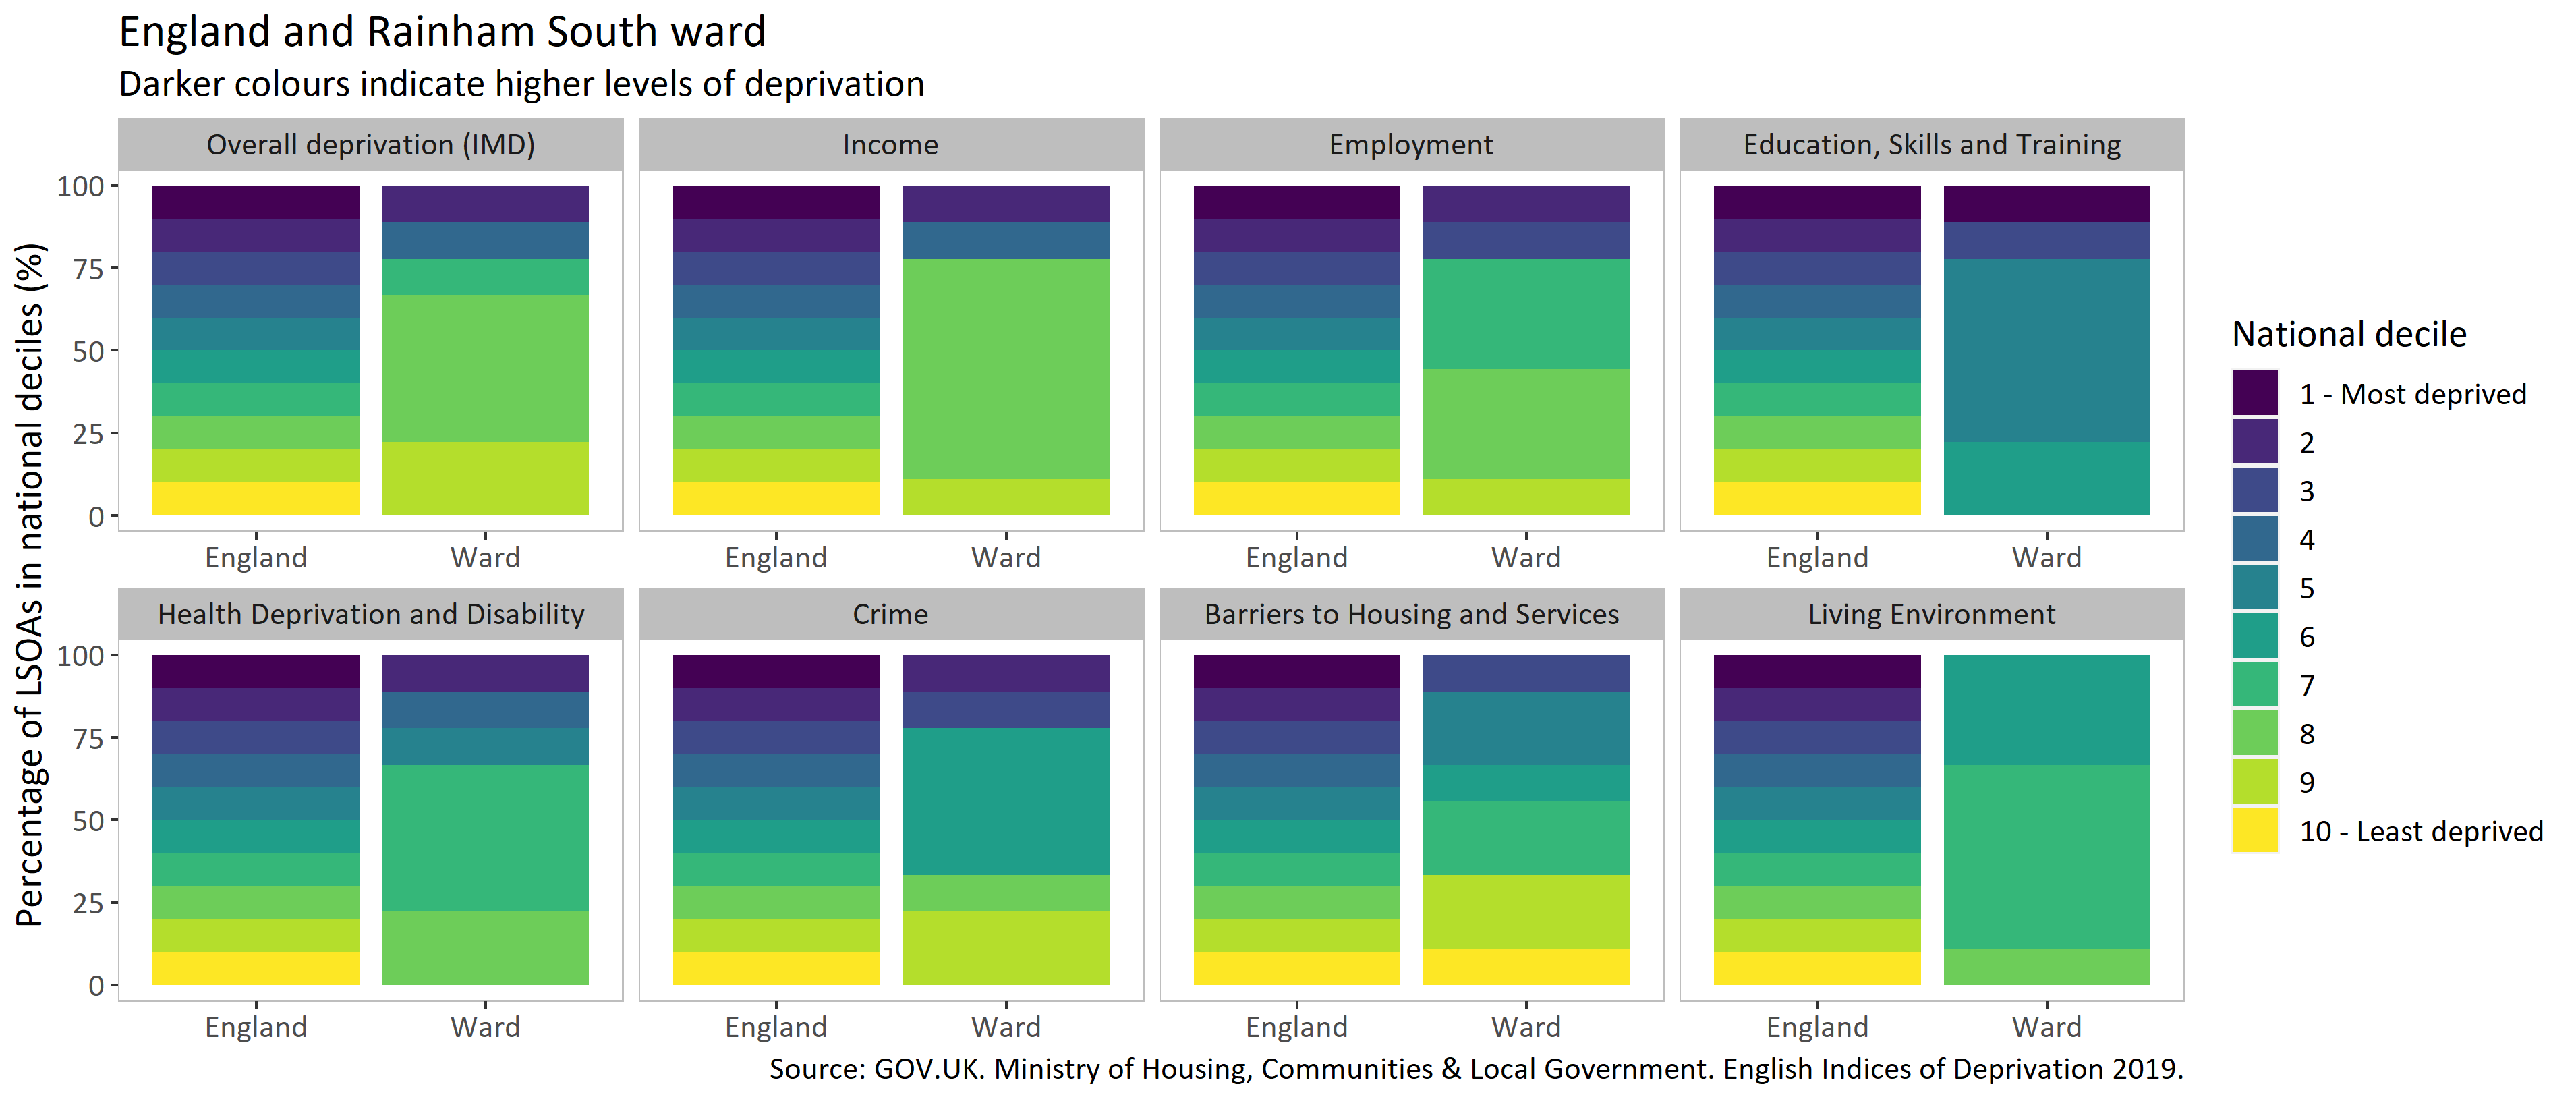 England and Rainham South ward
Darker colours indicate higher levels of deprivation
Percentage of LSOAs in national deciles (%)
Overall deprivation (IMD)
Income
Employment
Education, Skills and Training
100
75
50
25
0
England
Ward
England
Ward
England
Ward
England
Ward
Health Deprivation and Disability
Crime
Barriers to Housing and Services
Living Environment
100
75
50
25
0
England
Ward
England
Ward
England
Ward
England
Ward
National decile
1 - Most deprived
2
3
4
5
6
7
8
9
10 - Least deprived
Source: GOV.UK. Ministry of Housing, Communities & Local Government. English Indices of Deprivation 2019.